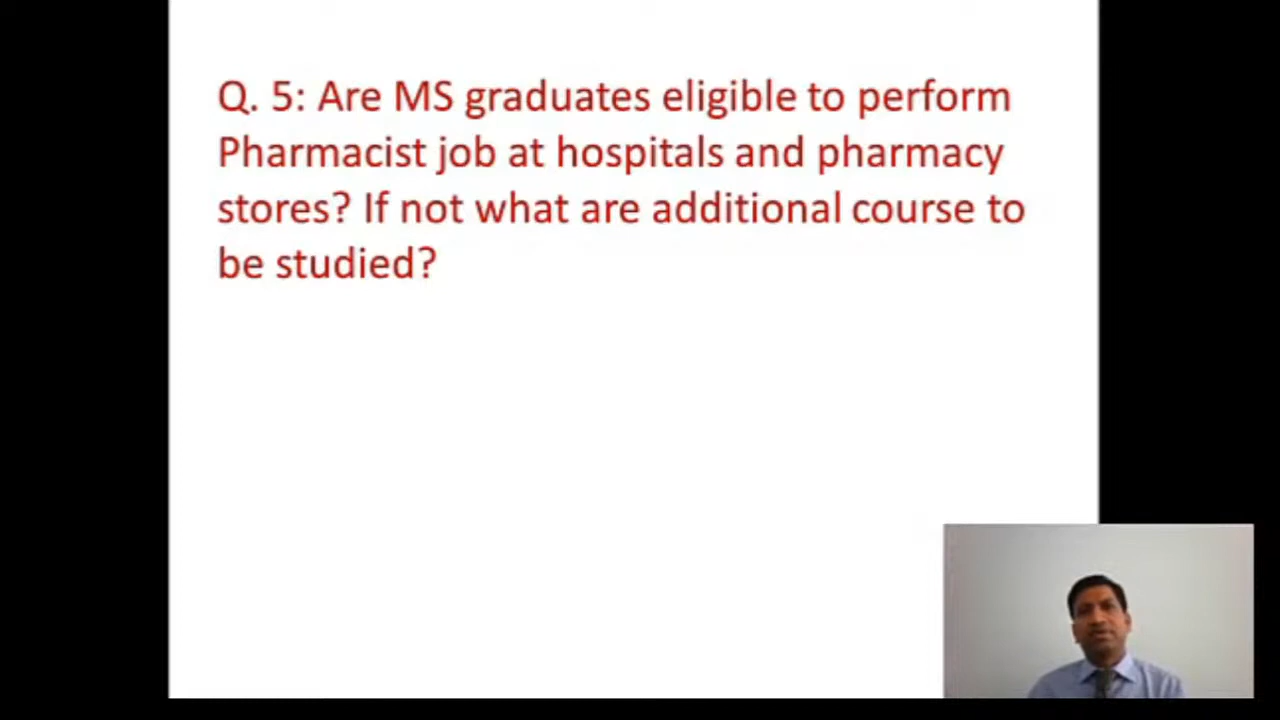 Q. 5: Are MS graduates eligible to perform
Pharmacist job at hospitals and pharmacy
stores? If not what are additional course to
be studied?